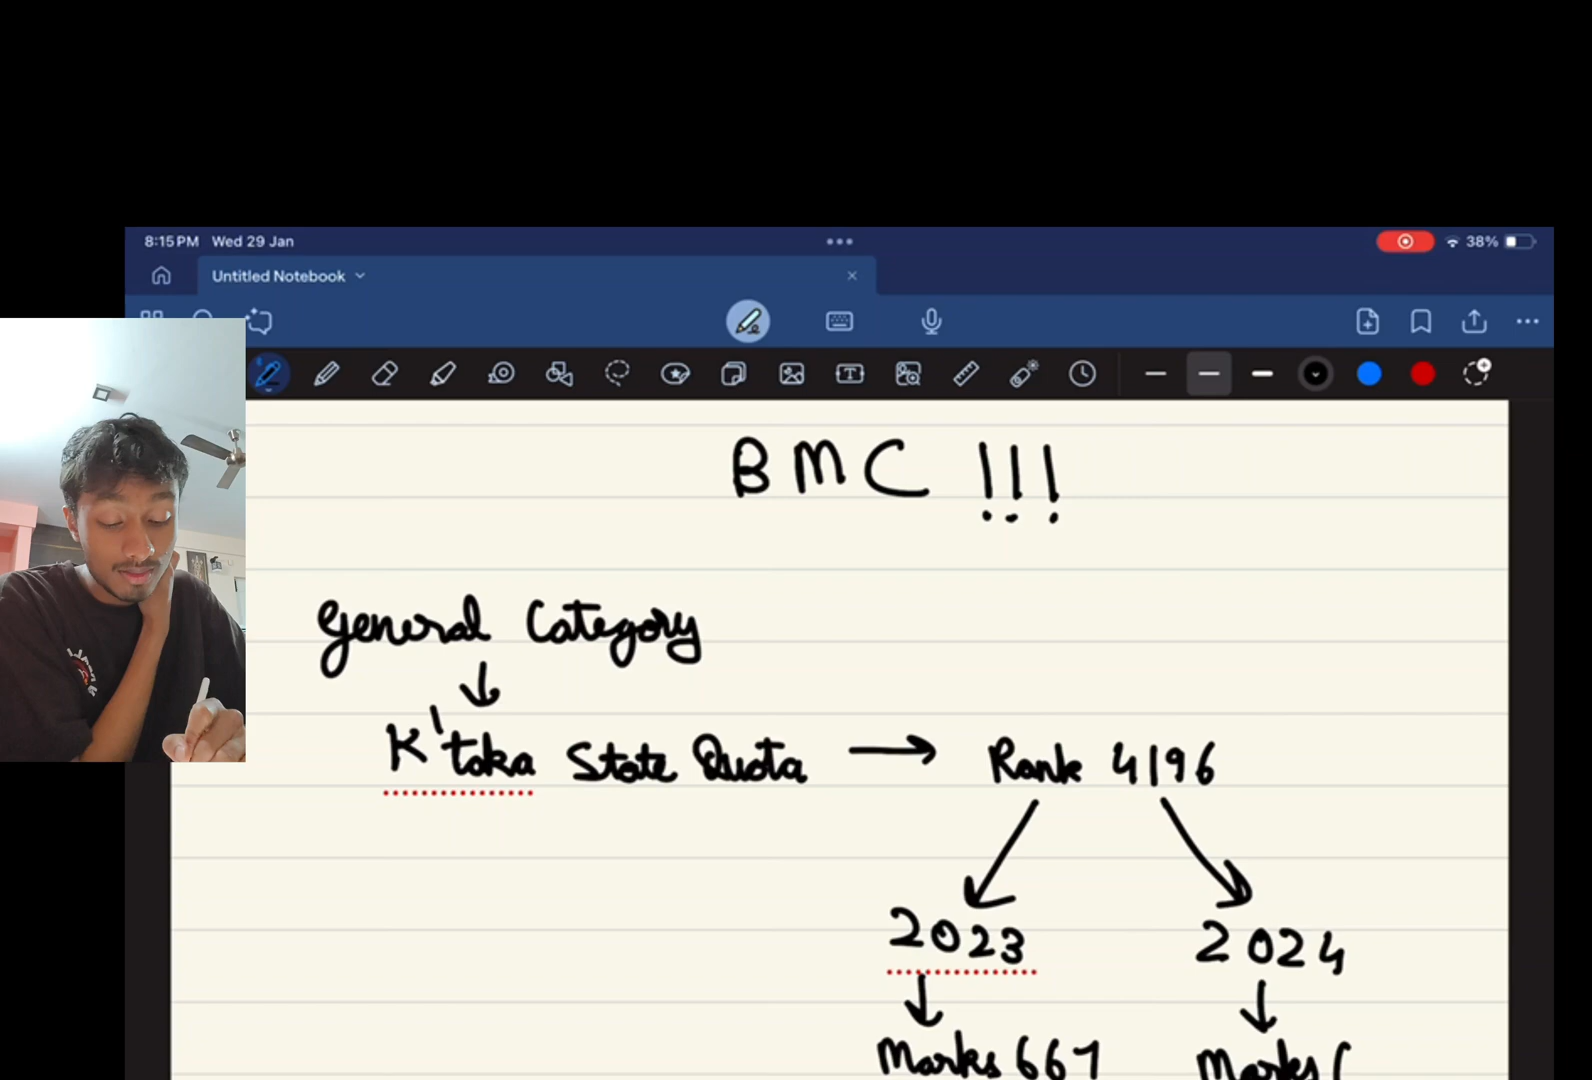 8:15 PM Wed 29 Jan
38%
Untitled Notebook
BMC !!!
General Category
K'taka State Quota → Rank 4196
2023 2024
Marks 667 Marks